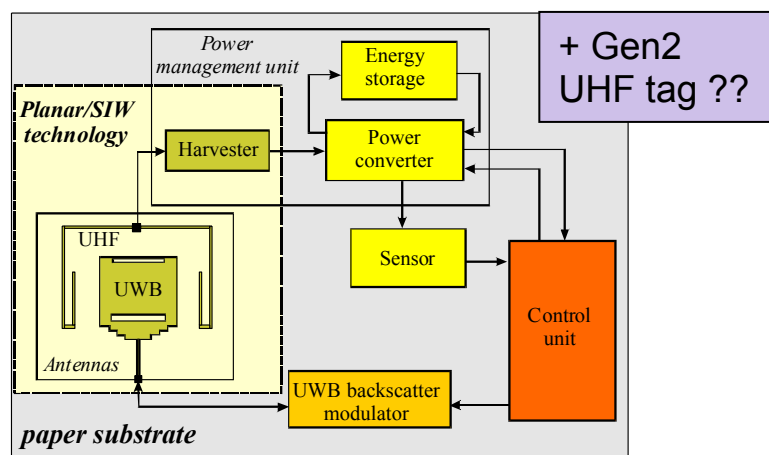 + Gen2
UHF tag ??
Power
management unit
Energy
storage
Planar/SIW
technology
Harvester
Power
converter
UHF
UWB
Sensor
Control
unit
Antennas
UWB backscatter
modulator
paper substrate